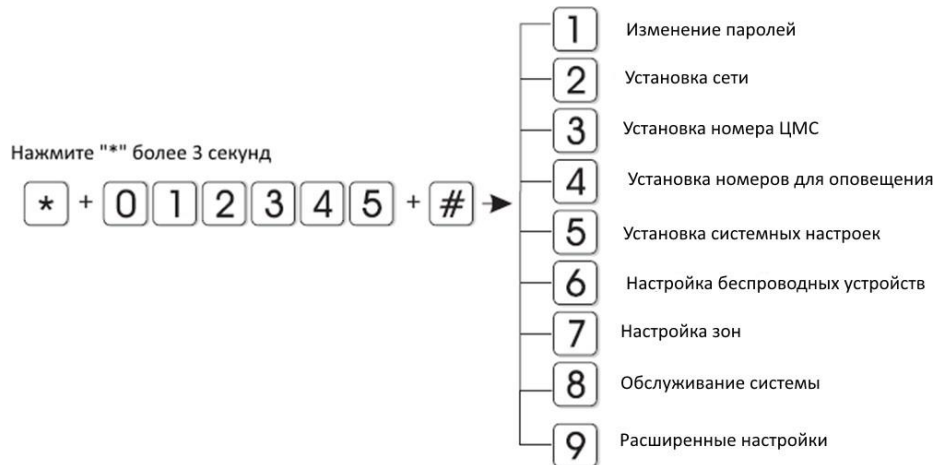 1 Изменение паролей
2 Установка сети
3 Установка номера ЦМС
Нажмите "*" более 3 секунд
4 Установка номеров для оповещения
* + 0 1 2 3 4 5 + #
5 Установка системных настроек
6 Настройка беспроводных устройств
7 Настройка зон
8 Обслуживание системы
9 Расширенные настройки